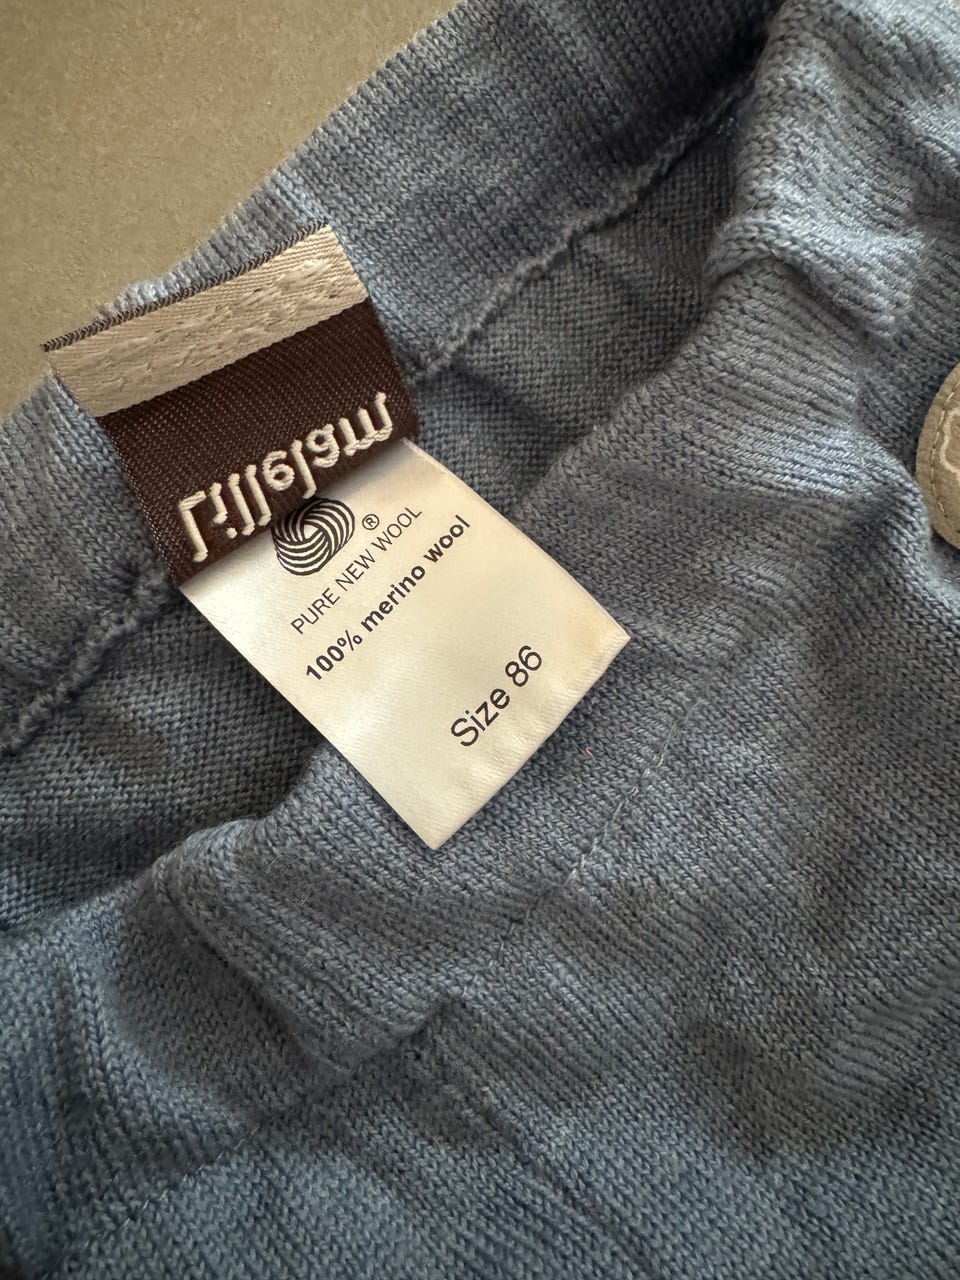 Lillelam
®
PURE NEW WOOL
100% merino wool
Size 86